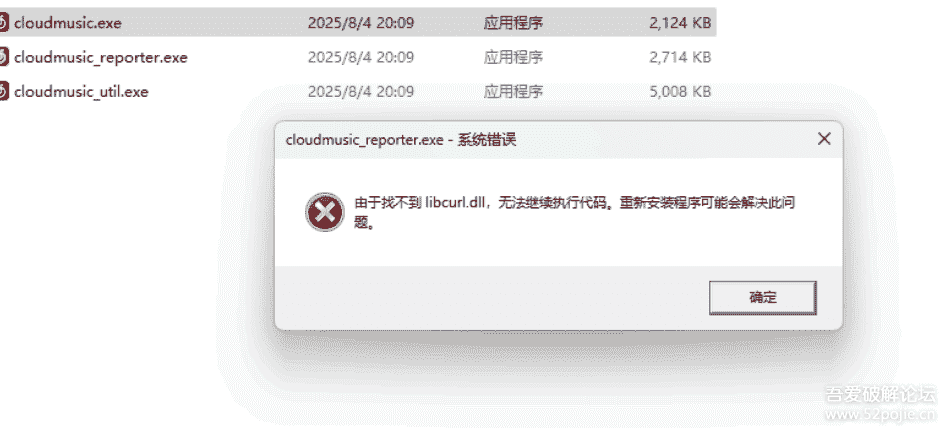 cloudmusic.exe 2025/8/4 20:09 应用程序 2,124 KB
cloudmusic_reporter.exe 2025/8/4 20:09 应用程序 2,714 KB
cloudmusic_util.exe 2025/8/4 20:09 应用程序 5,008 KB
cloudmusic_reporter.exe - 系统错误
由于找不到 libcurl.dll，无法继续执行代码。重新安装程序可能会解决此问
题。
确定
吾爱破解论坛
www.52pojie.cn